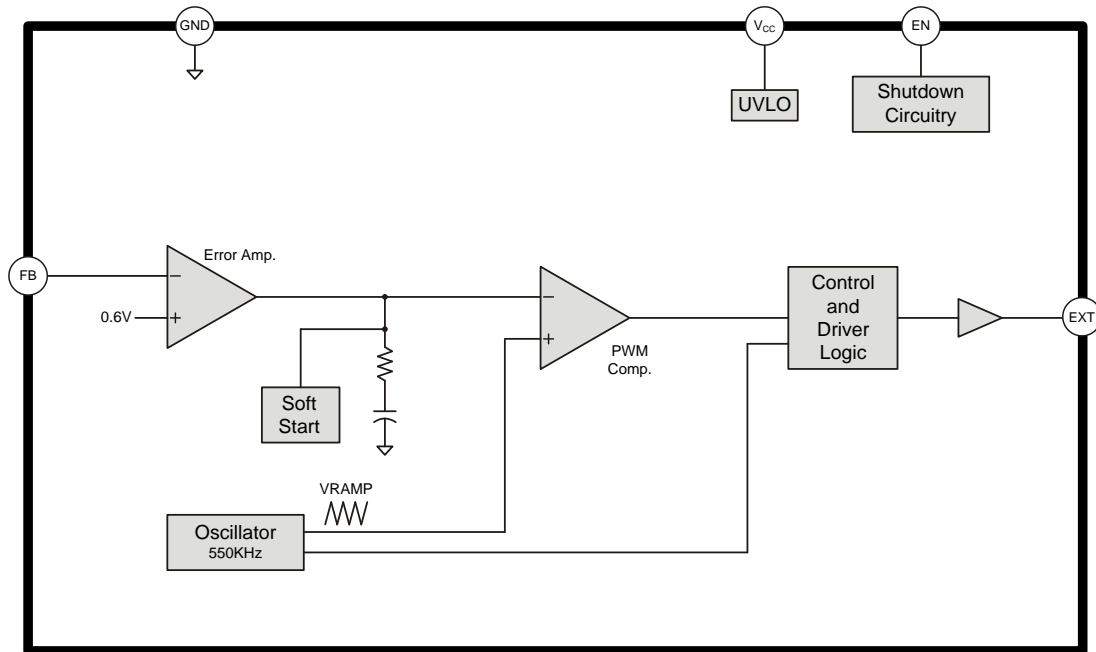 GND
VCC
EN
UVLO
Shutdown
Circuitry
Error Amp.
FB
−
0.6V
+
−
+
PWM
Comp.
Control
and
Driver
Logic
EXT
Soft
Start
VRAMP
Oscillator
550KHz